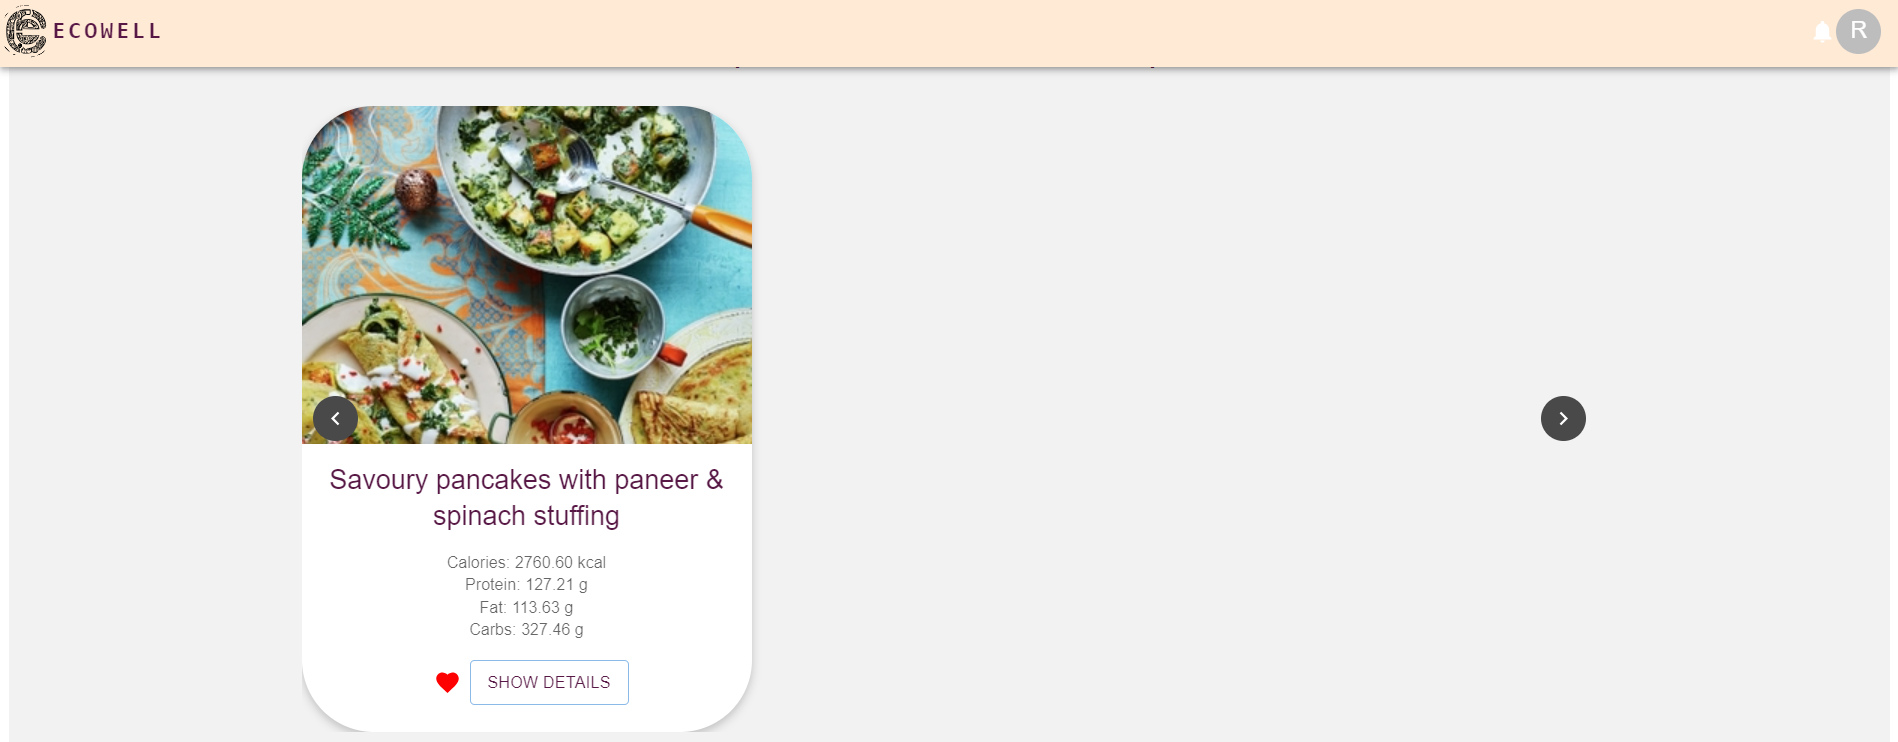 ECOWELL
R
Savoury pancakes with paneer &
spinach stuffing
Calories: 2760.60 kcal
Protein: 127.21 g
Fat: 113.63 g
Carbs: 327.46 g
SHOW DETAILS